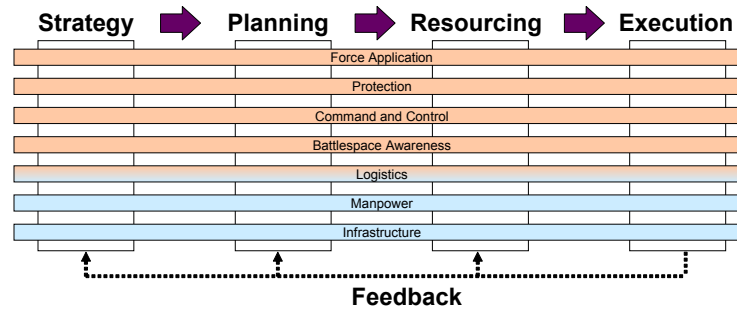 Strategy Planning Resourcing Execution
Force Application
Protection
Command and Control
Battlespace Awareness
Logistics
Manpower
Infrastructure
Feedback